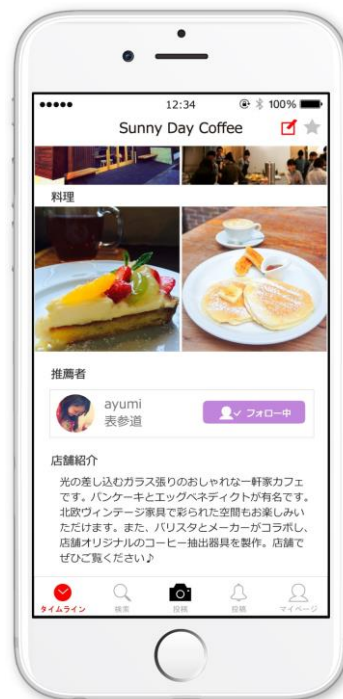 12:34
100%
Sunny Day Coffee
料理
推薦者
ayumi
表参道
フォロー中
店舗紹介
光の差し込むガラス張りのおしゃれな一軒家カフェ
です。パンケーキとエッグベネディクトが有名です。
北欧ヴィンテージ家具で彩られた空間もお楽しみい
ただけます。また、バリスタとメーカーがコラボし、
店舗オリジナルのコーヒー抽出器具を製作。店舗で
ぜひご覧ください♪
タイムライン 検索 投稿 投稿 マイページ